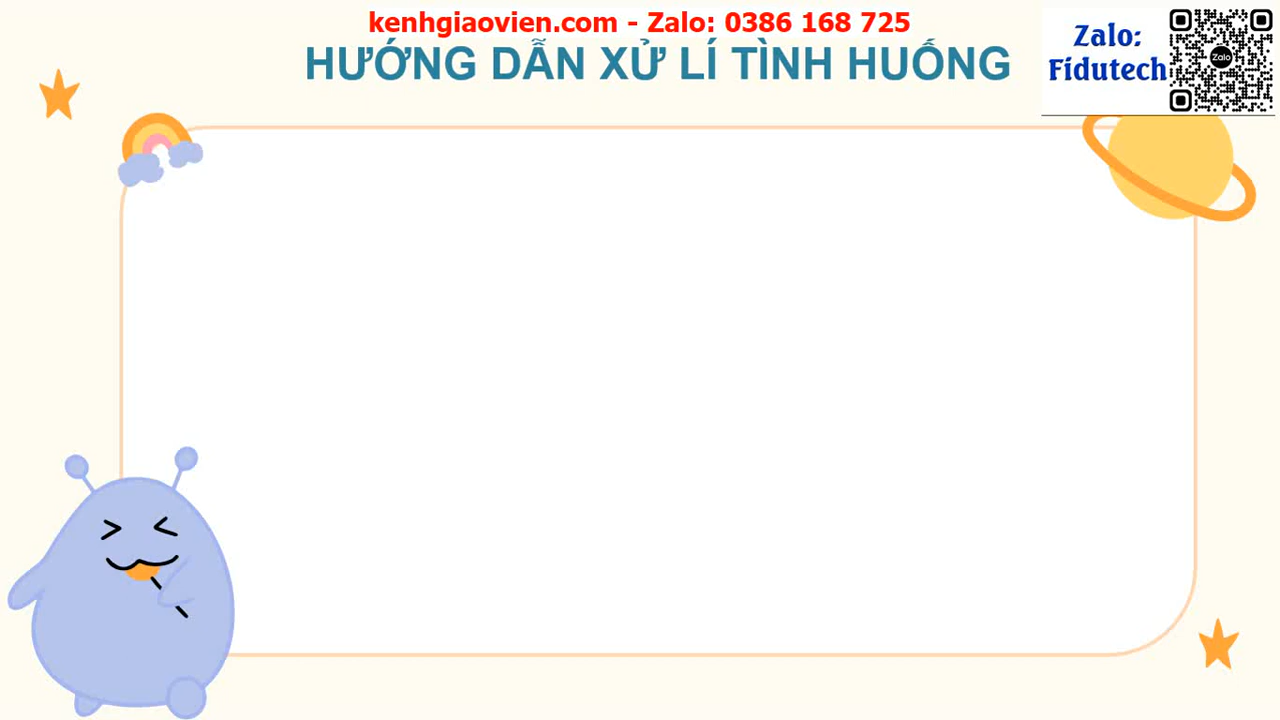 kenhgiaovien.com - Zalo: 0386 168 725
HƯỚNG DẪN XỬ LÍ TÌNH HUỐNG
Zalo:
Fidutech
Zalo